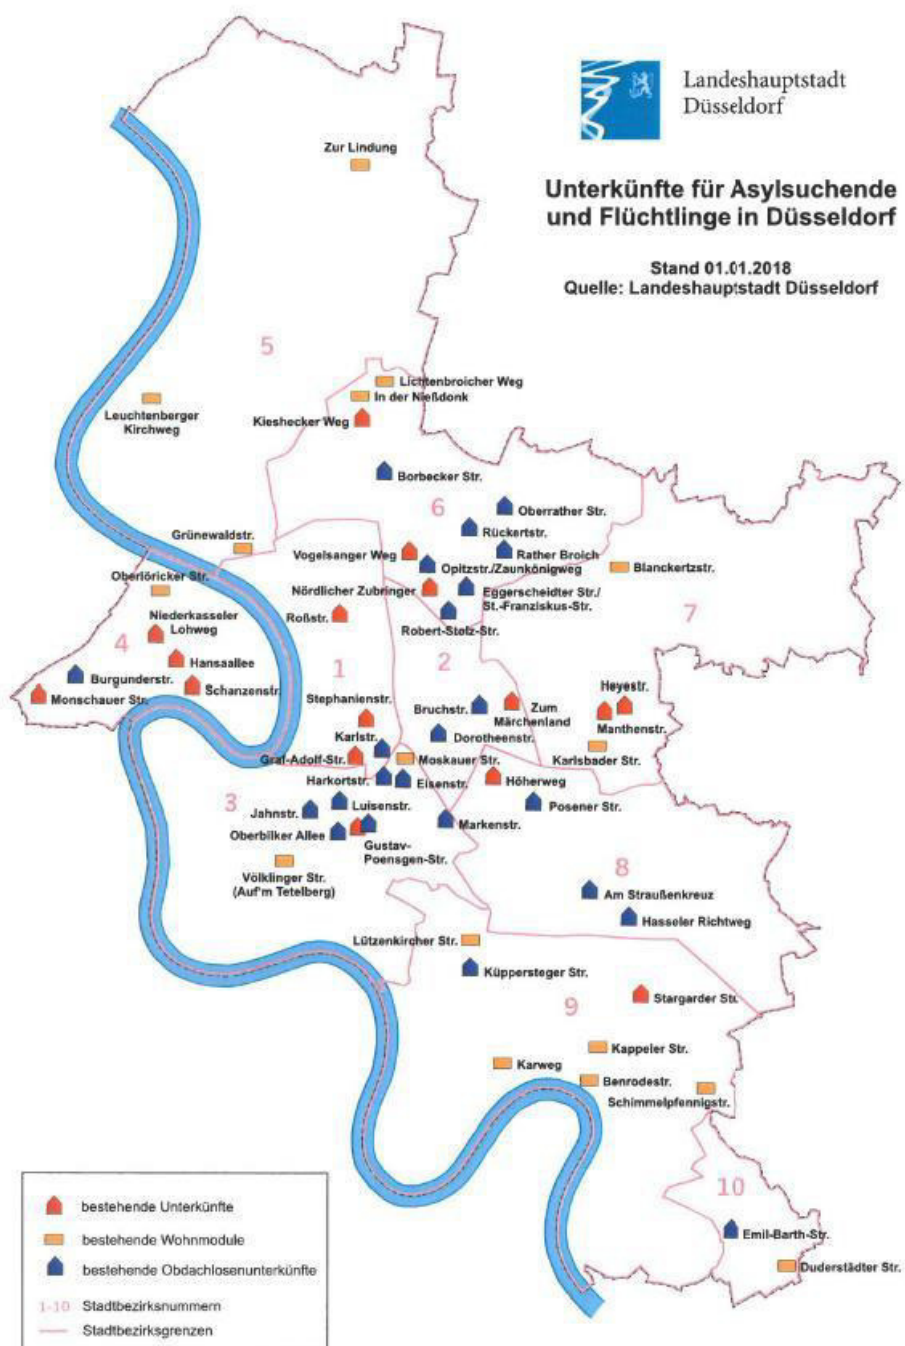 Landeshauptstadt
Düsseldorf
Unterkünfte für Asylsuchende
und Flüchtlinge in Düsseldorf
Stand 01.01.2018
Quelle: Landeshauptstadt Düsseldorf
Zur Lindung
5
Lichtenbroicher Weg
In der Nießdonk
Leuchtenberger
Kirchweg
Kieshecker Weg
Borbecker Str.
6
Oberrather Str.
Rückertstr.
Grünewaldstr.
Vogelsanger Weg
Rather Broich
Opitzstr./Zaunkönigweg
Blanckertzstr.
Oberlöricker Str.
Nördlicher Zubringer
Eggerscheidter Str./
St.-Franziskus-Str.
7
Niederkasseler
Lohweg
Roßstr.
Robert-Stolz-Str.
4
Hansaallee
1
2
Burgunderstr.
Schanzenstr.
Monschauer Str.
Stephanienstr.
Bruchstr.
Zum
Märchenland
Heyestr.
Manthenstr.
Karlstr.
Dorotheenstr.
Graf-Adolf-Str.
Moskauer Str.
Karlsbader Str.
Harkortstr.
Eisenstr.
Höherweg
3
Luisenstr.
Posener Str.
Jahnstr.
Markenstr.
Oberbilker Allee
Gustav-
Poensgen-Str.
Völklinger Str.
(Auf'm Tetelberg)
8
Am Straußenkreuz
Hasseler Richtweg
Lützenkircher Str.
Küppersteger Str.
Stargarder Str.
9
Kappeler Str.
Karweg
Benrodestr.
Schimmelpfennigstr.
10
Emil-Barth-Str.
Duderstädter Str.
bestehende Unterkünfte
bestehende Wohnmodule
bestehende Obdachlosenunterkünfte
1-10 Stadtbezirksnummern
Stadtbezirksgrenzen